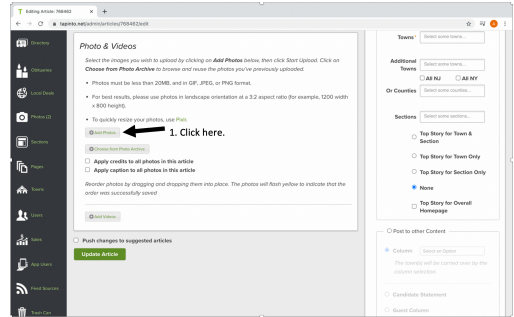 Editing Article: 768462
tapinto.net/admin/articles/768462/edit
Directory
Obituaries
Local Deals
Photos (2)
Sections
Pages
Towns
Users
Sales
App Users
Feed Sources
Trash Can
Photo & Videos
Select the images you wish to upload by clicking on Add Photos below, then click Start Upload. Click on
Choose from Photo Archive to browse and reuse the photos you've previously uploaded.
• Photos must be less than 20MB, and in GIF, JPEG, or PNG format.
• For best results, please use photos in landscape orientation at a 3:2 aspect ratio (for example, 1200 width
x 800 height).
• To quickly resize your photos, use Pixlr.
Add Photos
1. Click here.
Choose from Photo Archive
Apply credits to all photos in this article
Apply caption to all photos in this article
Reorder photos by dragging and dropping them into place. The photos will flash yellow to indicate that the
order was successfully saved
Add Videos
Push changes to suggested articles
Update Article
Towns*
Select some towns...
Additional
Towns
Select some towns...
All NJ
All NY
Or Counties
Select some counties...
Sections
Select some sections...
Top Story for Town &
Section
Top Story for Town Only
Top Story for Section Only
None
Top Story for Overall
Homepage
Post to other Content
Column
Select an Option
The town(s) will be carried over by the
column selection.
Candidate
Statement
Guest Column